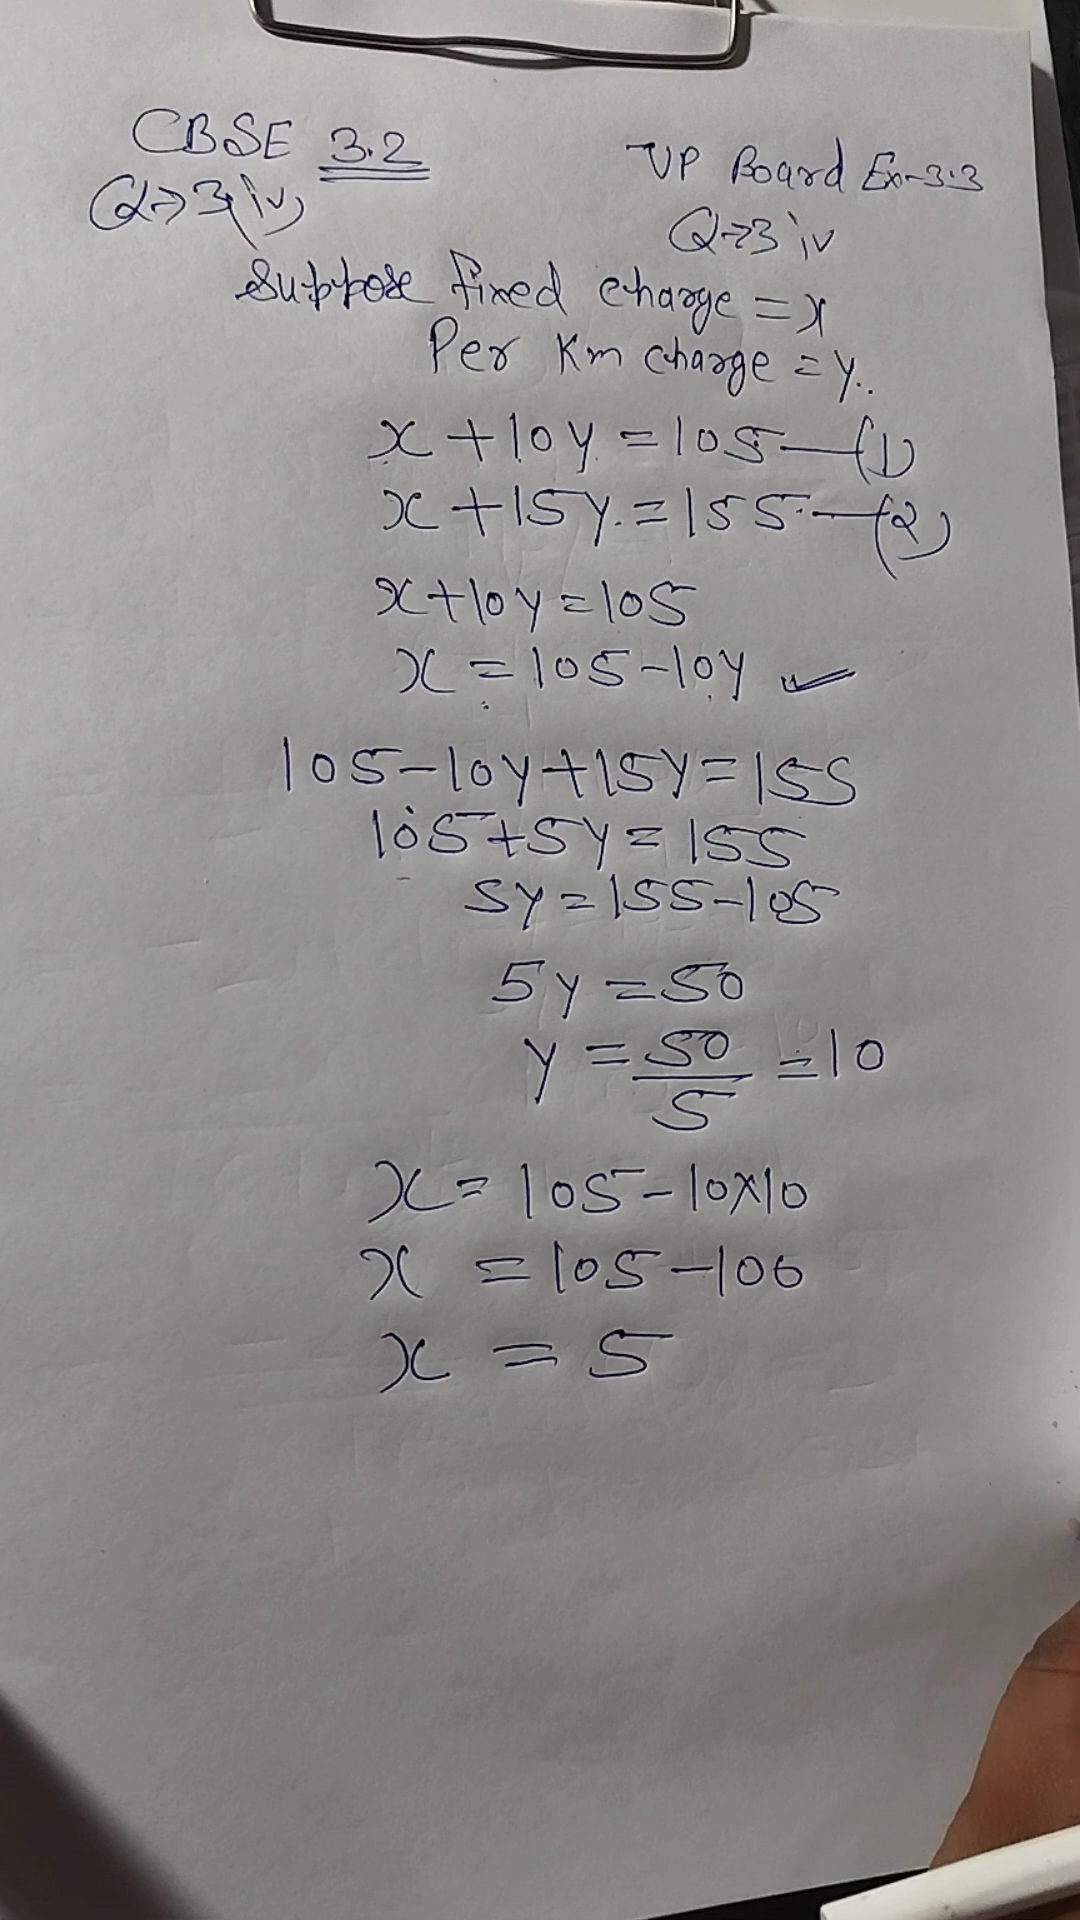 CBSE 3.2
Q→3(iv)
UP Board Ex-3.3
Q→3 iv
Suppose fixed charge = x
Per Km charge = y..
x + 10y = 105 —(1)
x + 15y. = 155 —(2)
x + 10y = 105
x = 105 - 10y ✓
105 - 10y + 15y = 155
105 + 5y = 155
5y = 155 - 105
5y = 50
y = 50/5 = 10
x = 105 - 10×10
x = 105 - 100
x = 5